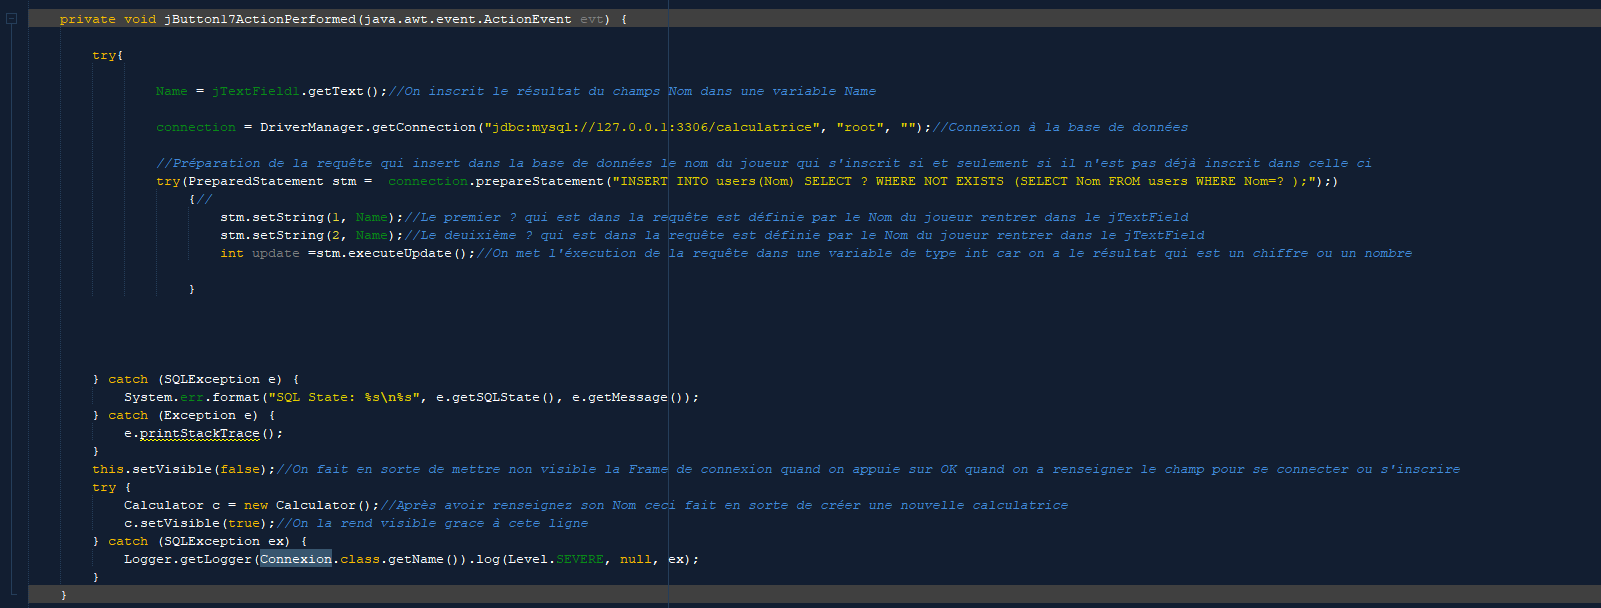 private void jButton17ActionPerformed(java.awt.event.ActionEvent evt) {
try{
Name = jTextField1.getText();//On inscrit le résultat du champs Nom dans une variable Name
connection = DriverManager.getConnection("jdbc:mysql://127.0.0.1:3306/calculatrice", "root", "");//Connexion à la base de données
//Préparation de la requête qui insert dans la base de données le nom du joueur qui s'inscrit si et seulement si il n'est pas déjà inscrit dans celle ci
try(PreparedStatement stm =  connection.prepareStatement("INSERT INTO users(Nom) SELECT ? WHERE NOT EXISTS (SELECT Nom FROM users WHERE Nom=? );");)
{//
stm.setString(1, Name);//Le premier ? qui est dans la requête est définie par le Nom du joueur rentrer dans le jTextField
stm.setString(2, Name);//Le deuixième ? qui est dans la requête est définie par le Nom du joueur rentrer dans le jTextField
int update =stm.executeUpdate();//On met l'éxecution de la requête dans une variable de type int car on a le résultat qui est un chiffre ou un nombre
}
} catch (SQLException e) {
System.err.format("SQL State: %s\n%s", e.getSQLState(), e.getMessage());
} catch (Exception e) {
e.printStackTrace();
}
this.setVisible(false);//On fait en sorte de mettre non visible la Frame de connexion quand on appuie sur OK quand on a renseigner le champ pour se connecter ou s'inscrire
try {
Calculator c = new Calculator();//Après avoir renseignez son Nom ceci fait en sorte de créer une nouvelle calculatrice
c.setVisible(true);//On la rend visible grace à cete ligne
} catch (SQLException ex) {
Logger.getLogger(Connexion.class.getName()).log(Level.SEVERE, null, ex);
}
}